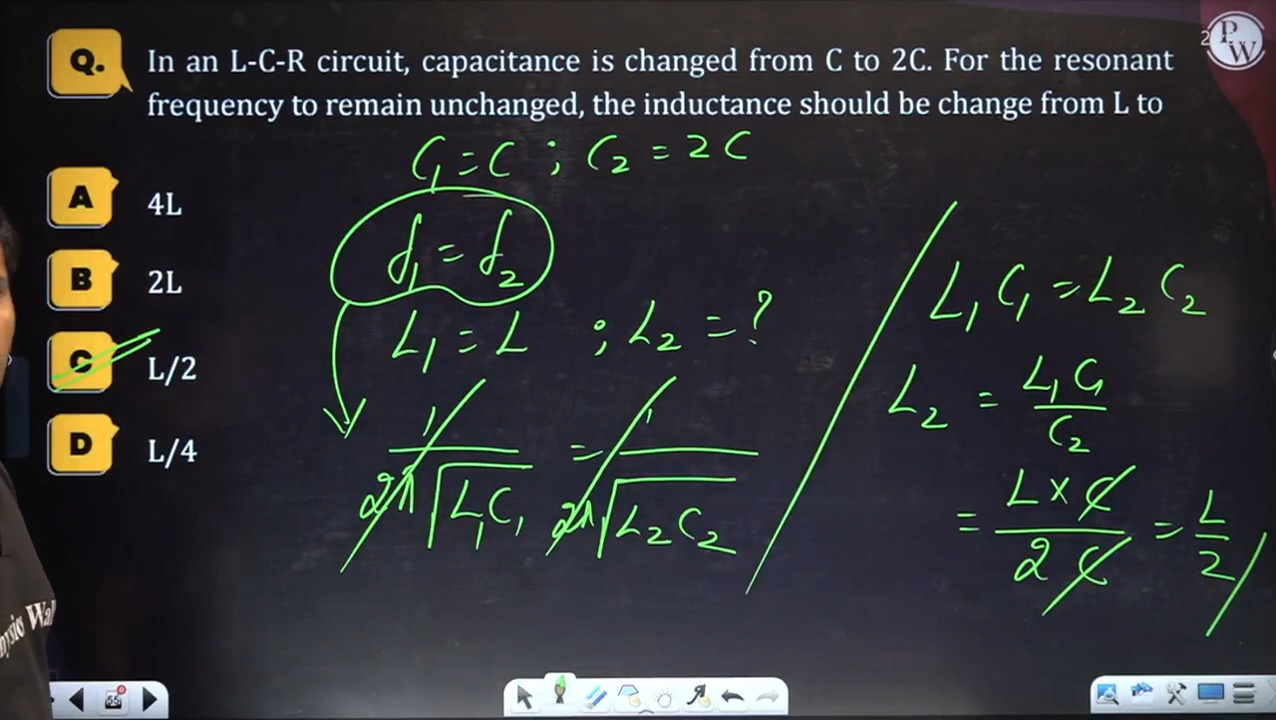 Q. In an L-C-R circuit, capacitance is changed from C to 2C. For the resonant
frequency to remain unchanged, the inductance should be change from L to
C₁ = C ; C₂ = 2C
A 4L
B 2L
C L/2
D L/4
f₁ = f₂
L₁ = L ; L₂ = ?
1/2π√L₁C₁ = 1/2π√L₂C₂
L₁C₁ = L₂C₂
L₂ = L₁C₁/C₂
= L×C/2C = L/2
P
W